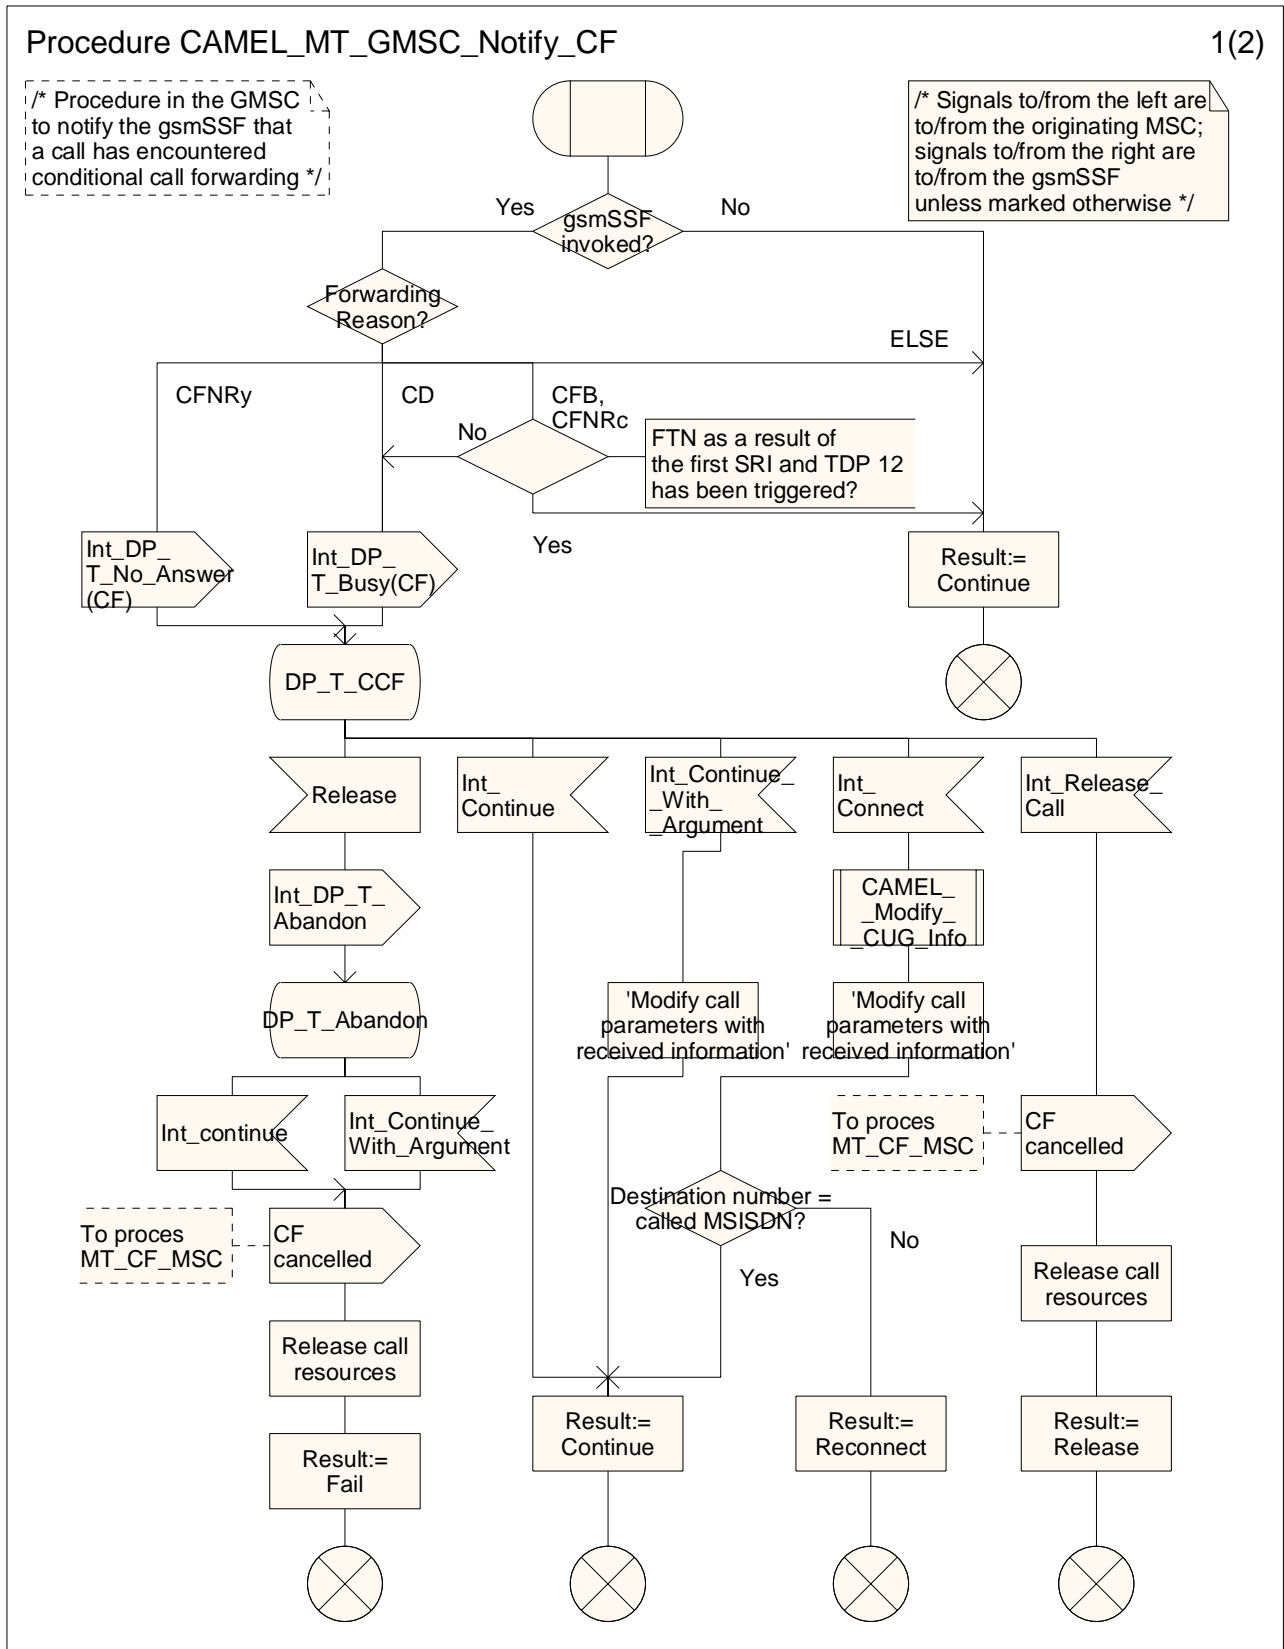 Procedure CAMEL_MT_GMSC_Notify_CF
1(2)
/* Procedure in the GMSC
to notify the gsmSSF that
a call has encountered
conditional call forwarding */
/* Signals to/from the left are
to/from the originating MSC;
signals to/from the right are
to/from the gsmSSF
unless marked otherwise */
gsmSSF
invoked?
Yes
No
Forwarding
Reason?
ELSE
CFNRy
CD
CFB,
CFNRc
No
FTN as a result of
the first SRI and TDP 12
has been triggered?
Yes
Int_DP_
T_No_Answer
(CF)
Int_DP_
T_Busy(CF)
Result:=
Continue
DP_T_CCF
Release
Int_
Continue
Int_Continue_
_With_
_Argument
Int_
Connect
Int_Release_
Call
Int_DP_T_
Abandon
CAMEL_
_Modify_
_CUG_Info
DP_T_Abandon
'Modify call
parameters with
received information'
'Modify call
parameters with
received information'
Int_continue
Int_Continue_
With_Argument
To proces
MT_CF_MSC
CF
cancelled
Destination number =
called MSISDN?
No
Yes
To proces
MT_CF_MSC
CF
cancelled
Release call
resources
Release call
resources
Result:=
Fail
Result:=
Continue
Result:=
Reconnect
Result:=
Release